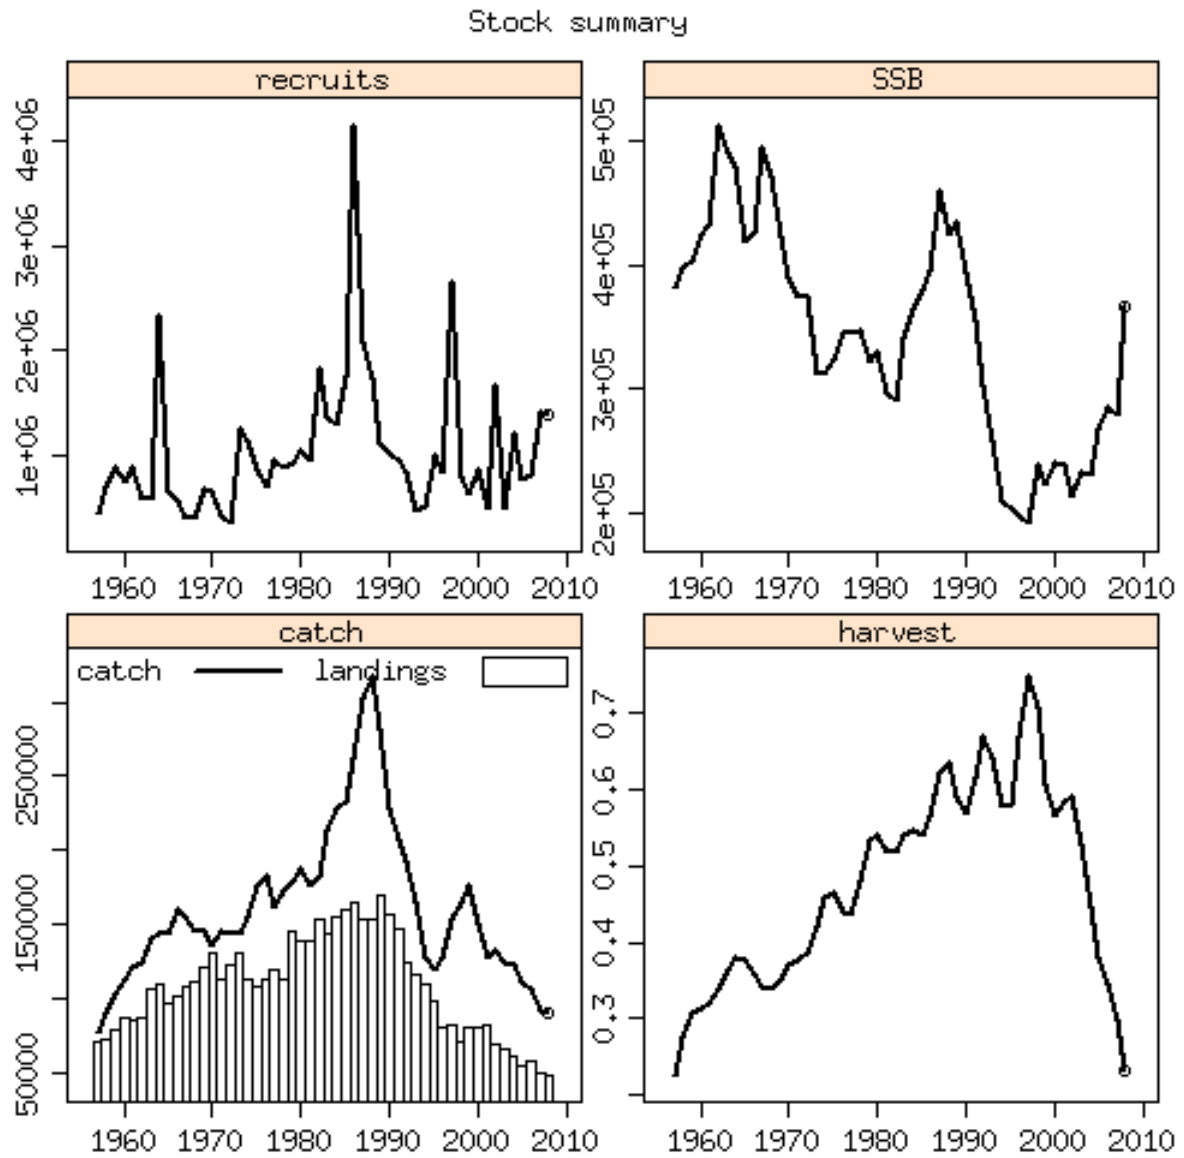 Stock summary
recruits
4e+06
3e+06
2e+06
1e+06
1960 1970 1980 1990 2000 2010
SSB
5e+05
4e+05
3e+05
2e+05
1960 1970 1980 1990 2000 2010
catch
catch landings
250000
150000
50000
1960 1970 1980 1990 2000 2010
harvest
0.7
0.6
0.5
0.4
0.3
1960 1970 1980 1990 2000 2010